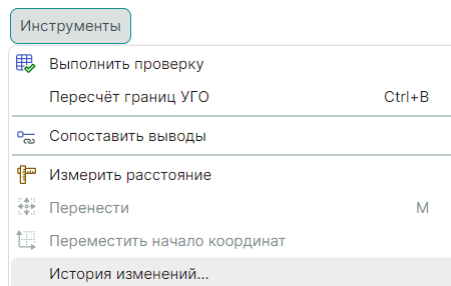 Инструменты
Выполнить проверку
Пересчёт границ УГО Ctrl+B
Сопоставить выводы
Измерить расстояние
Перенести M
Переместить начало координат
История изменений...